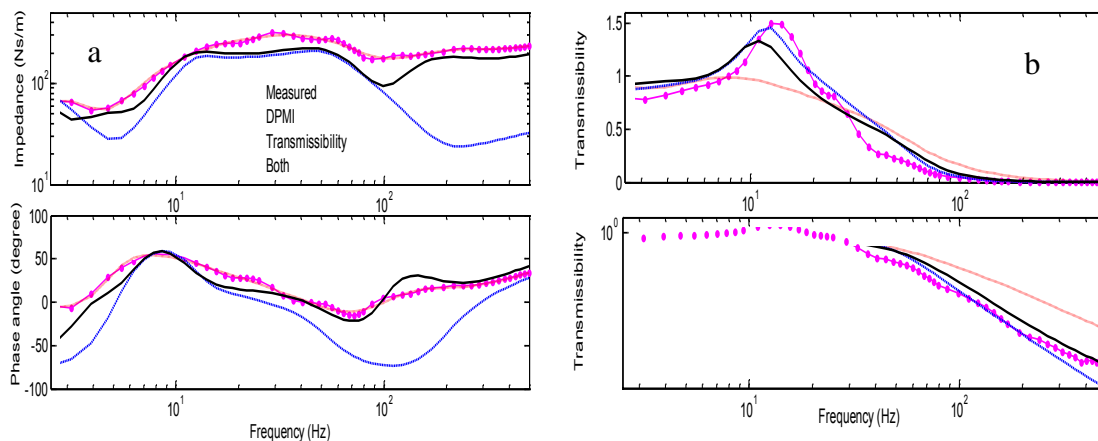 a
Impedance (Ns/m)
10^2
10^1
10^1
10^2
Measured
DPMI
Transmissibility
Both
Phase angle (degree)
100
50
0
-50
-100
10^1
10^2
Frequency (Hz)
b
Transmissibility
1.5
1
0.5
0
10^1
10^2
Transmissibility
10^0
10^1
10^2
Frequency (Hz)